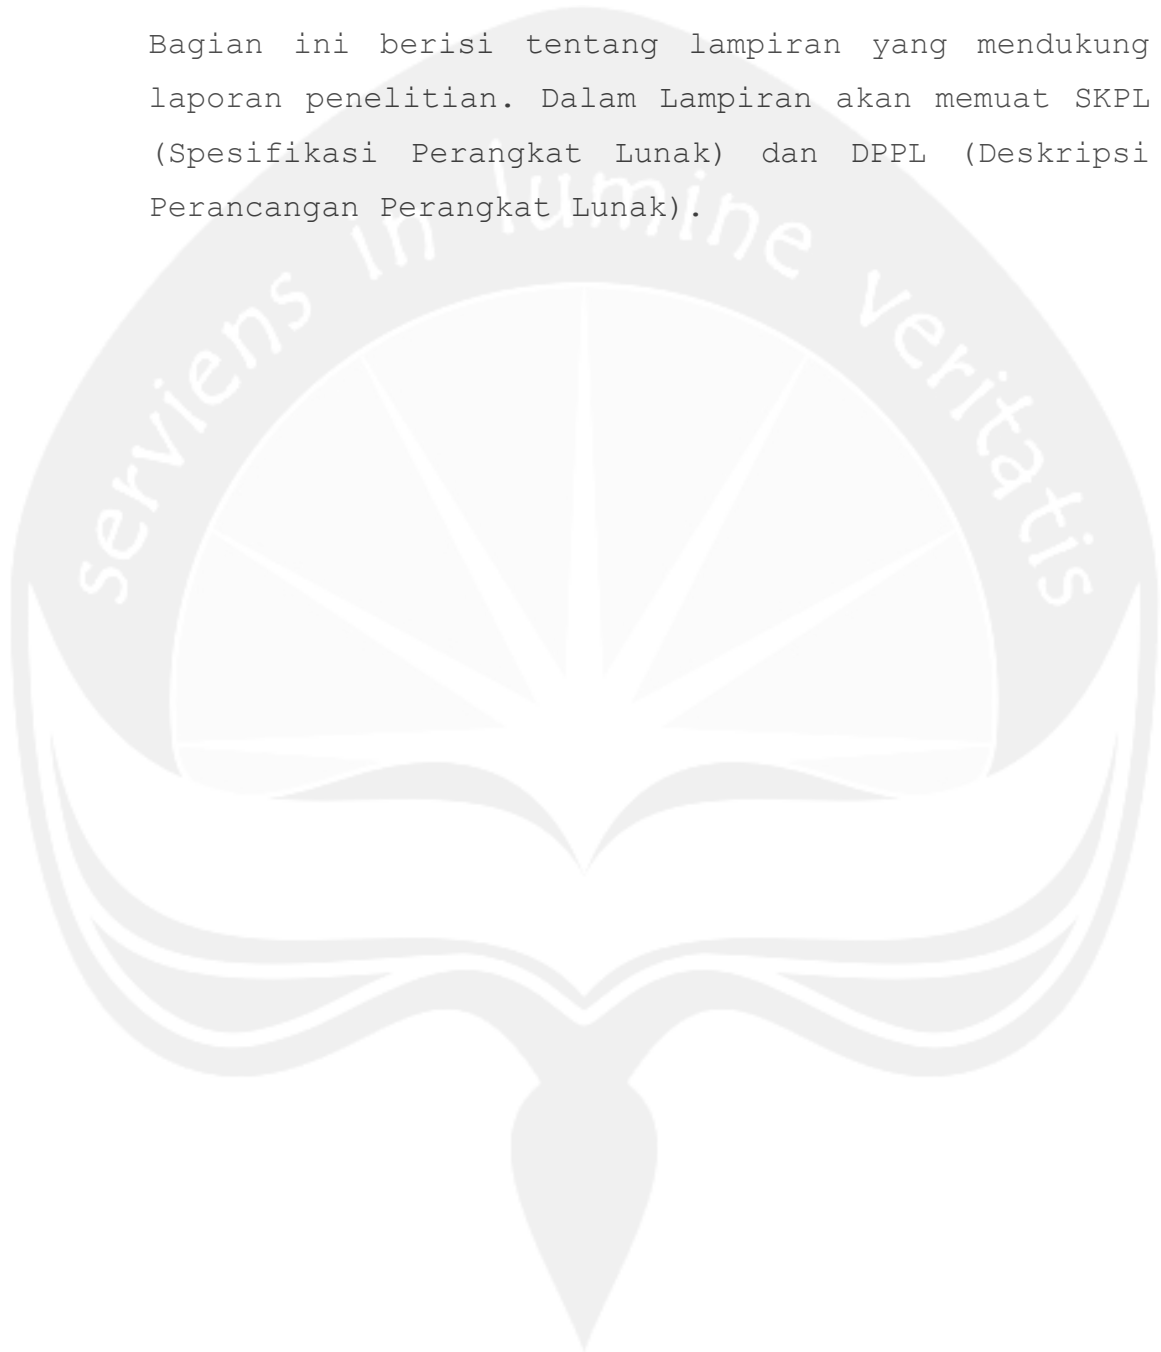 Bagian ini berisi tentang lampiran yang mendukung
laporan penelitian. Dalam Lampiran akan memuat SKPL
(Spesifikasi Perangkat Lunak) dan DPPL (Deskripsi
Perancangan Perangkat Lunak).
serviens in lumine veritatis